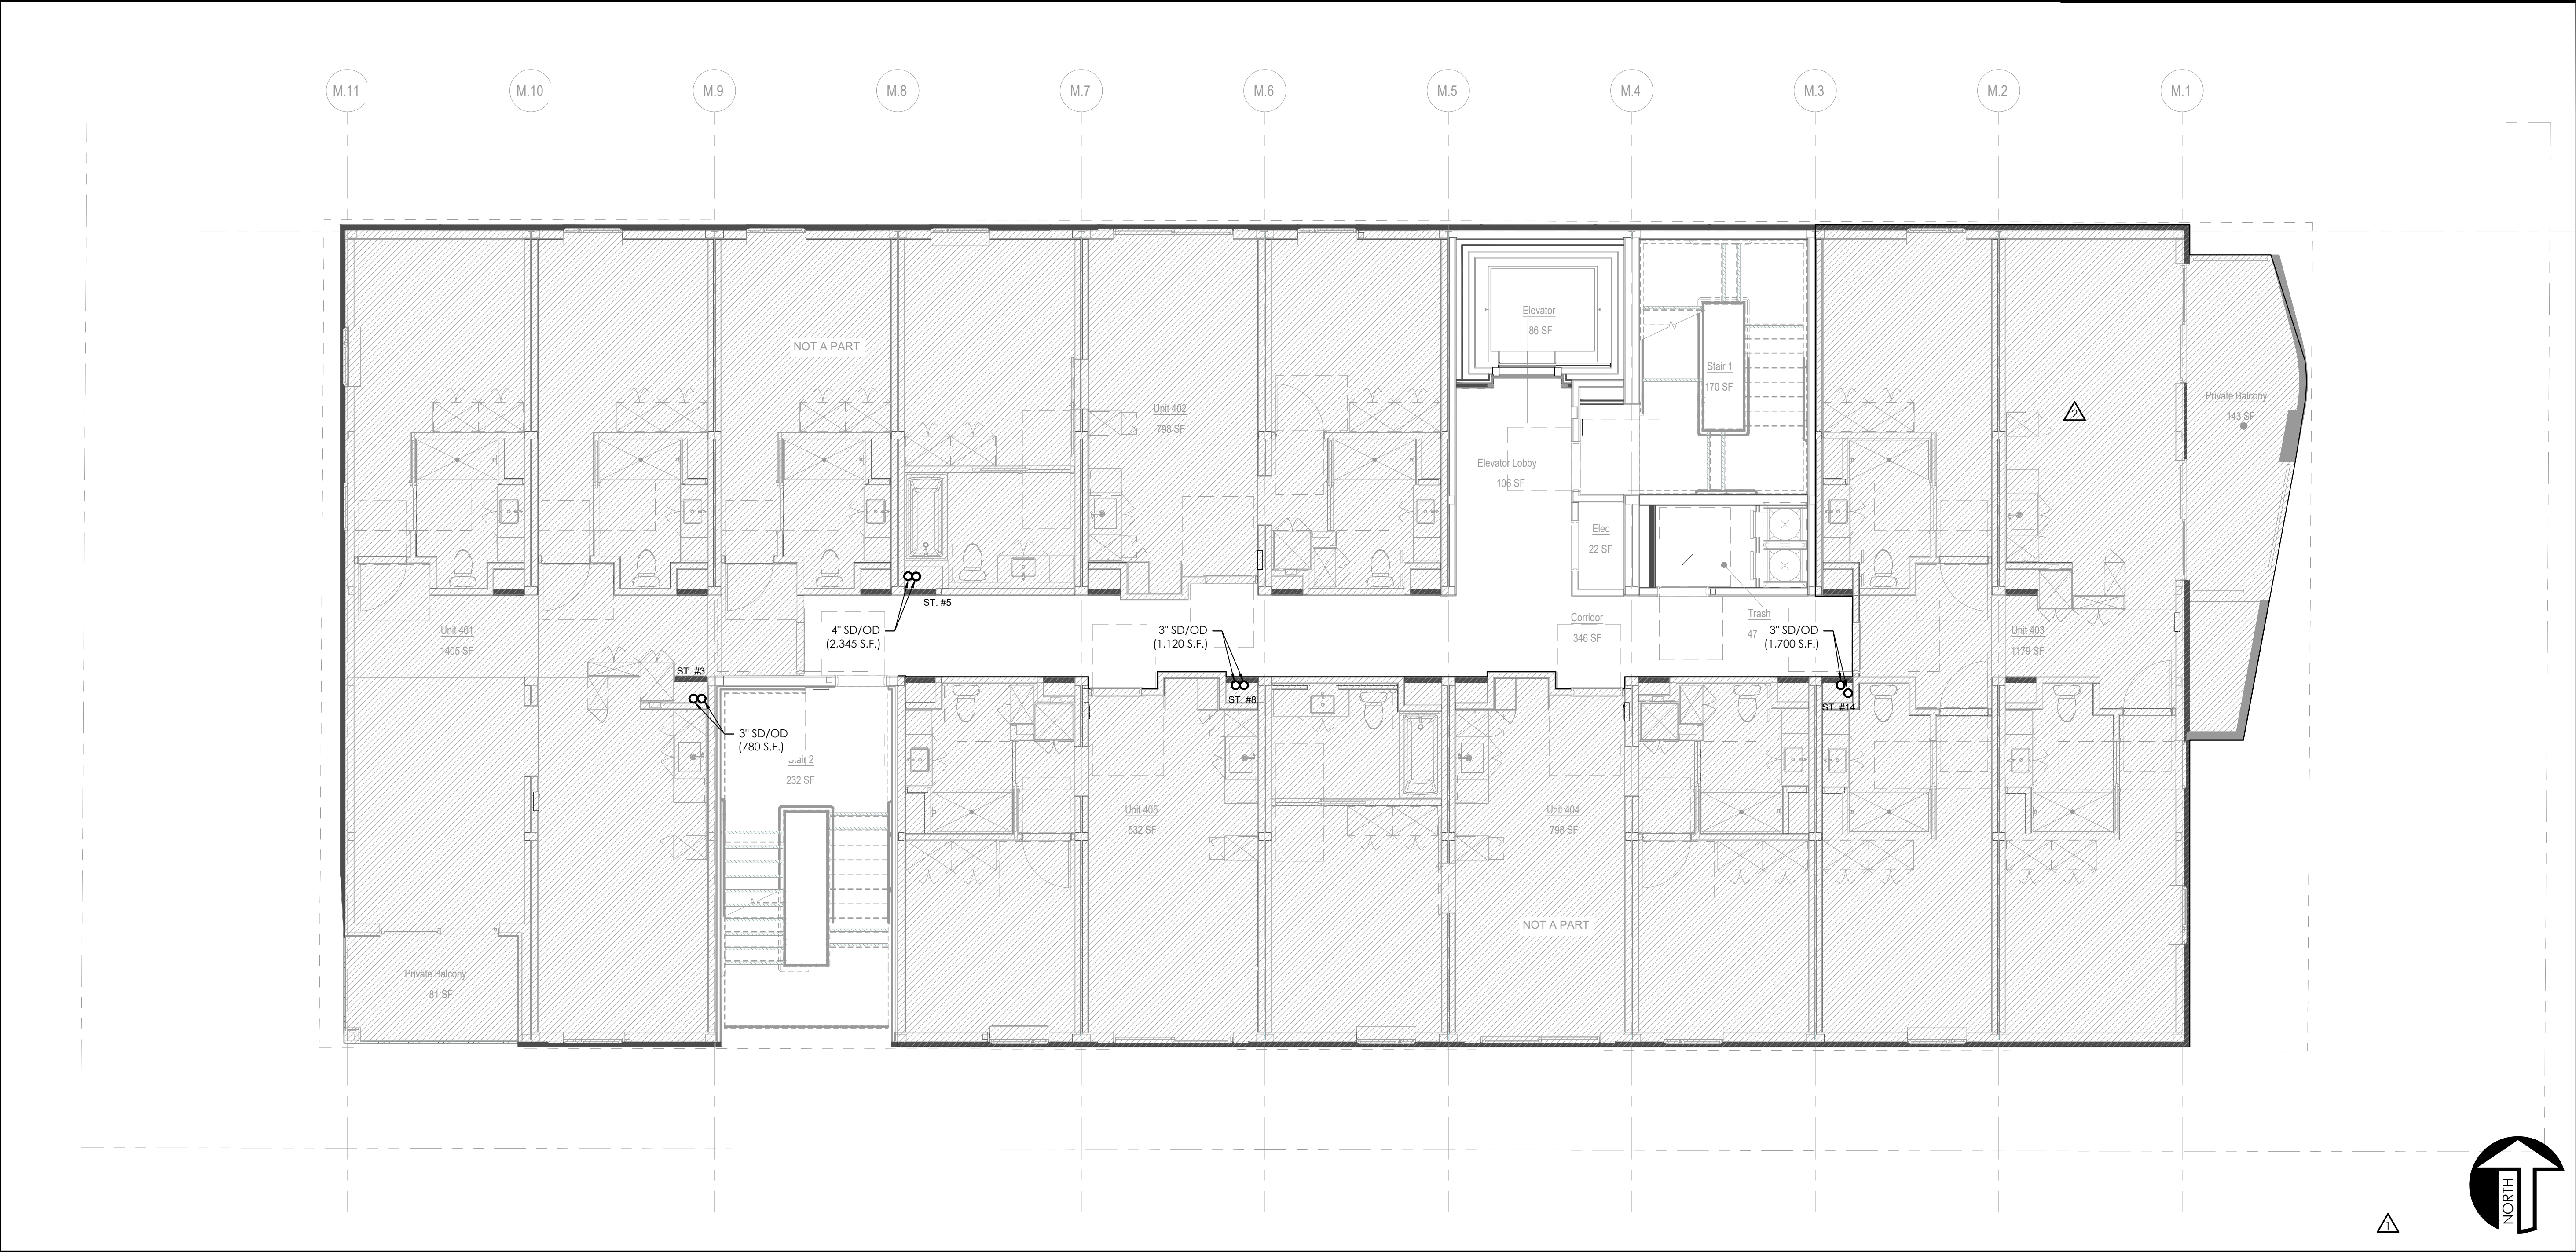 M.11
M.10
M.9
M.8
M.7
M.6
M.5
M.4
M.3
M.2
M.1
NOT A PART
Elevator
86 SF
Stair 1
170 SF
Private Balcony
143 SF
2
Unit 402
798 SF
Elevator Lobby
106 SF
Elec
22 SF
ST. #5
4" SD/OD
(2,345 S.F.)
3" SD/OD
(1,120 S.F.)
Corridor
346 SF
Trash
47
3" SD/OD
(1,700 S.F.)
Unit 401
1405 SF
Unit 403
1179 SF
ST. #3
ST. #8
ST. #14
3" SD/OD
(780 S.F.)
2
232 SF
Unit 405
532 SF
Unit 404
798 SF
NOT A PART
Private Balcony
81 SF
NORTH
1